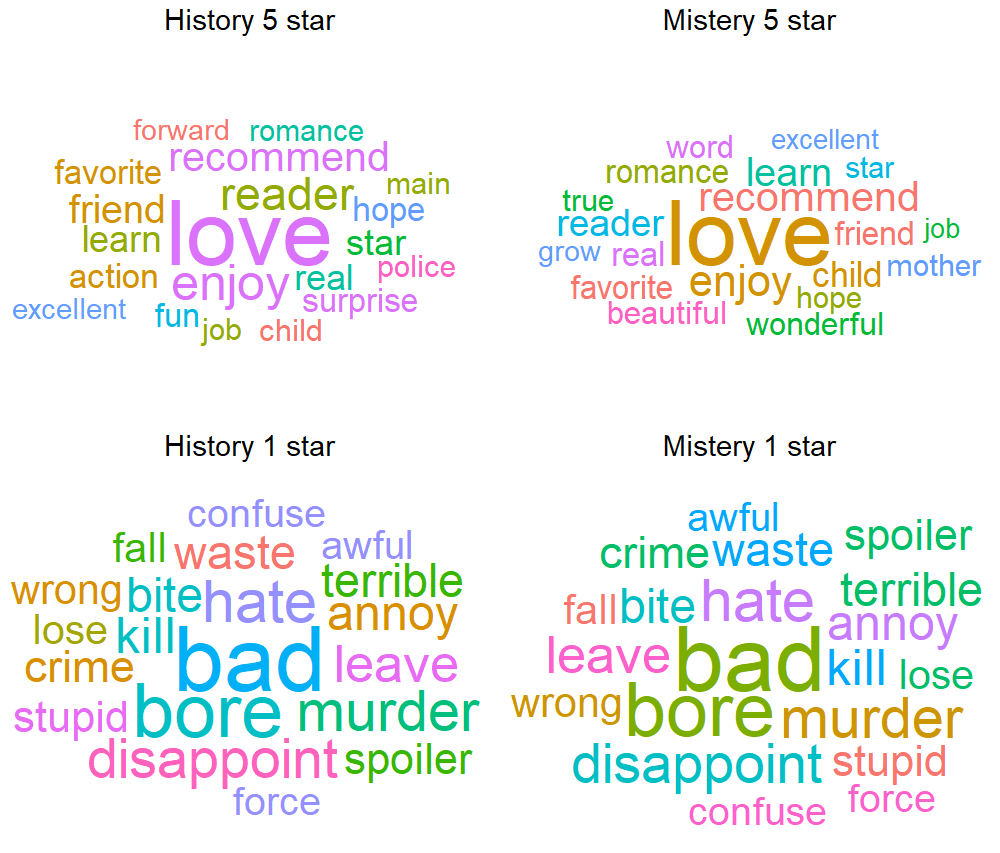 History 5 star
forward romance
recommend
favorite
main
reader
friend
hope
love
learn
star
police
action
enjoy
real
surprise
excellent
fun
job
child
Mistery 5 star
excellent
word
romance
learn
star
true
recommend
reader
job
love
friend
grow
real
mother
child
favorite
enjoy
hope
beautiful
wonderful
History 1 star
confuse
fall
waste
awful
wrong
bite
terrible
hate
annoy
lose
kill
bad
crime
leave
stupid
bore
murder
disappoint
spoiler
force
Mistery 1 star
awful
spoiler
crime
waste
terrible
fall
bite
hate
annoy
leave
bad
kill
lose
wrong
bore
murder
disappoint
stupid
confuse
force